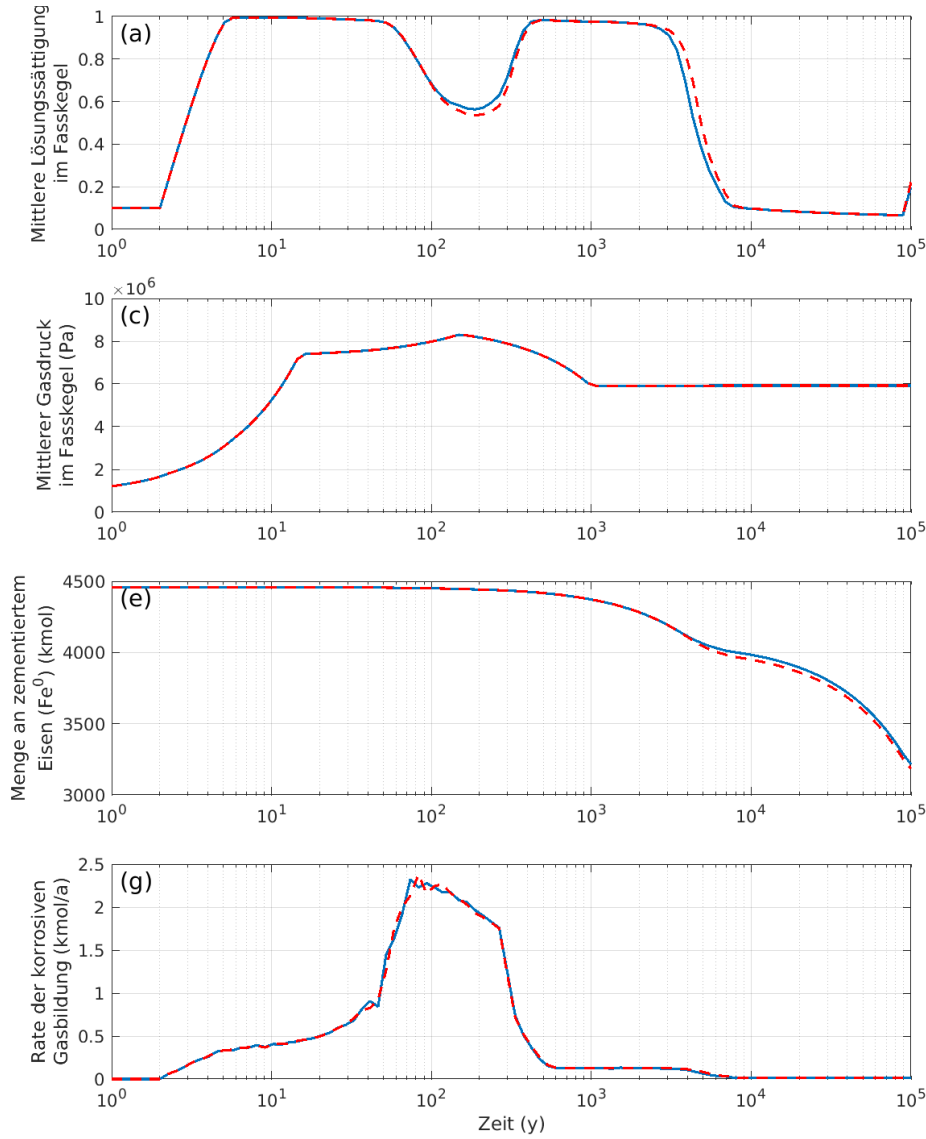 (a)
Mittlere Lösungssättigung
im Fasskegel
1
0.8
0.6
0.4
0.2
0
10^0 10^1 10^2 10^3 10^4 10^5
×10^6
(c)
Mittlerer Gasdruck
im Fasskegel (Pa)
10
8
6
4
2
0
10^0 10^1 10^2 10^3 10^4 10^5
(e)
Menge an zementiertem
Eisen (Fe^0) (kmol)
4500
4000
3500
3000
10^0 10^1 10^2 10^3 10^4 10^5
(g)
Rate der korrosiven
Gasbildung (kmol/a)
2.5
2
1.5
1
0.5
0
10^0 10^1 10^2 10^3 10^4 10^5
Zeit (y)